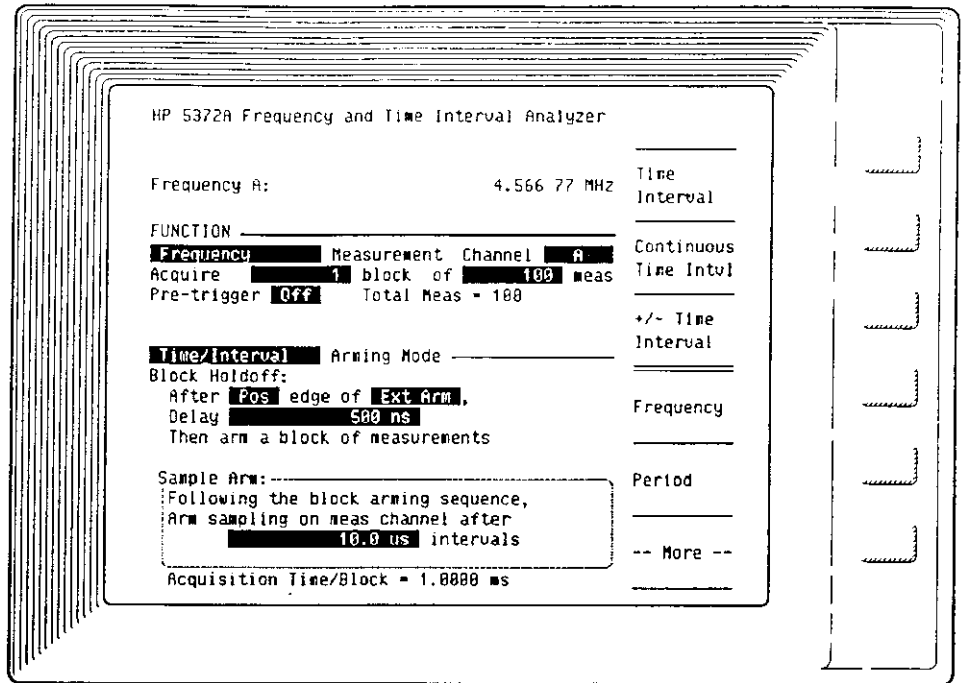 HP 5372A Frequency and Time Interval Analyzer
Frequency A: 4.566 77 MHz
FUNCTION
Frequency Measurement Channel A
Acquire 1 block of 100 meas
Pre-trigger Off Total Meas = 100
Time/Interval Arming Mode
Block Holdoff:
After Pos edge of Ext Arm,
Delay 500 ns
Then arm a block of measurements
Sample Arm:
Following the block arming sequence,
Arm sampling on meas channel after
10.0 us intervals
Acquisition Time/Block = 1.0000 ms
Time
Interval
Continuous
Time Intvl
+/- Time
Interval
Frequency
Period
-- More --